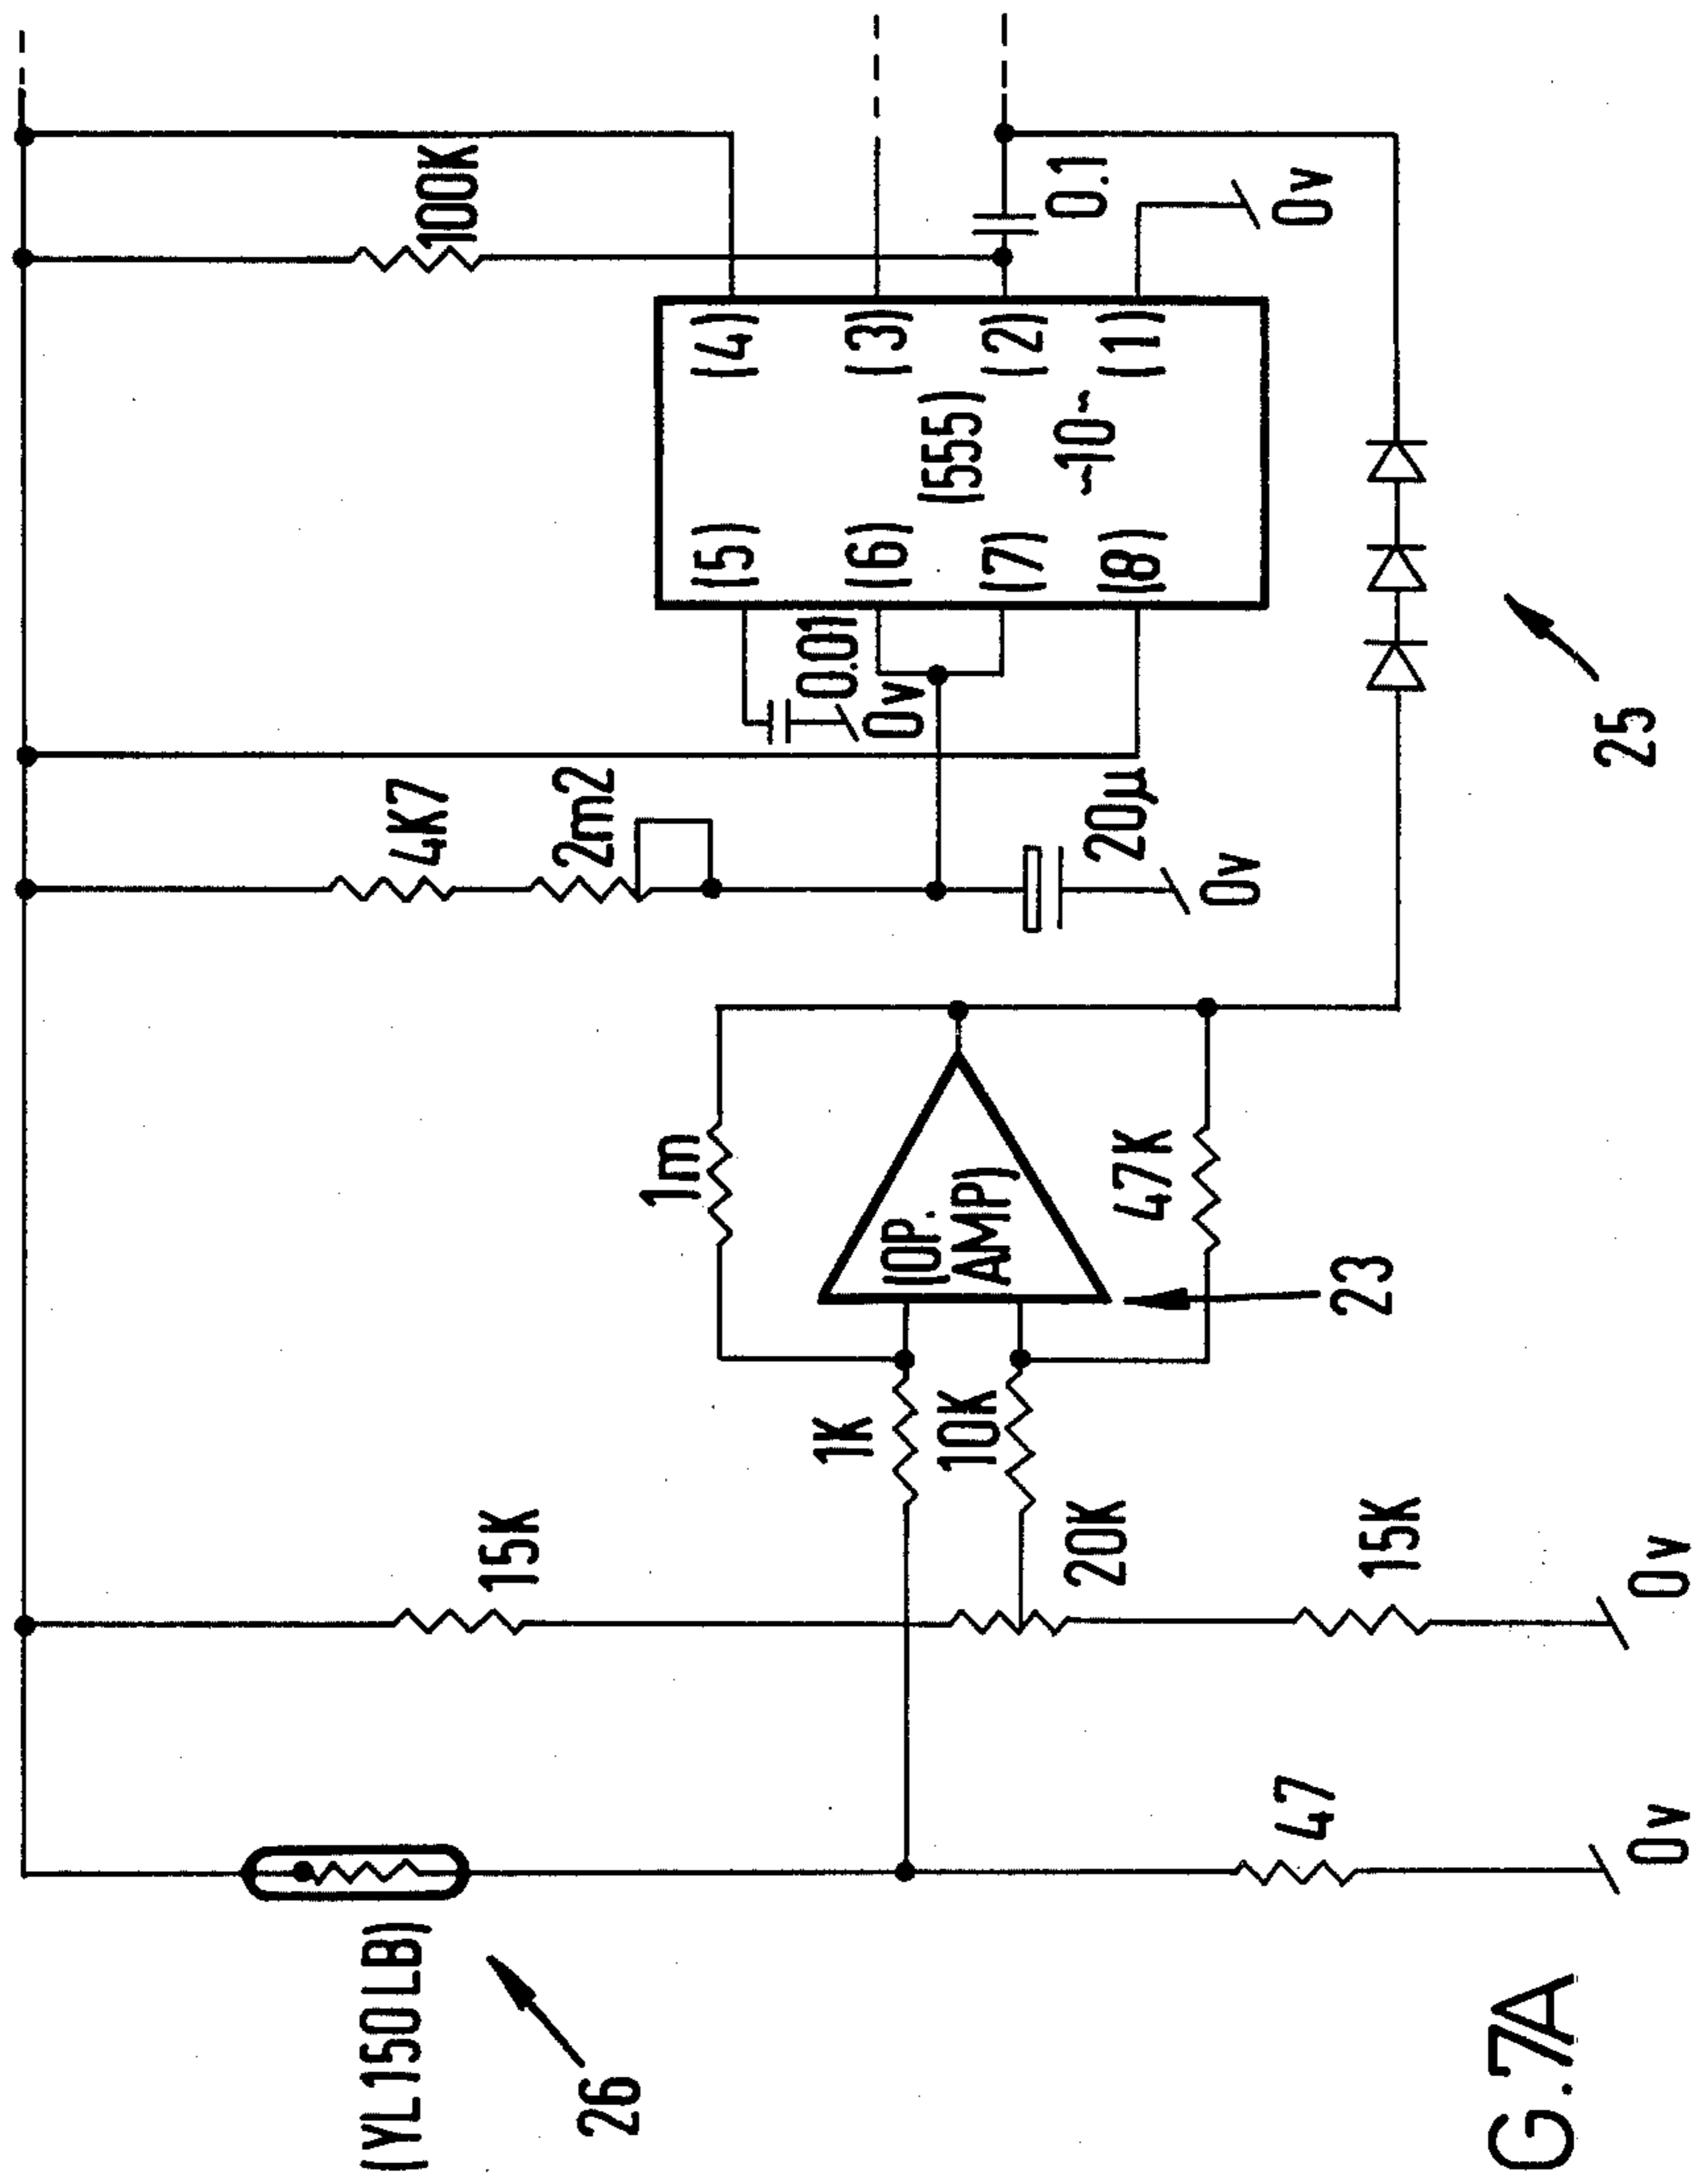 (YL150LB)
26
47
0v
15K
20K
15K
0v
1K
10K
1m
(OP.
AMP)
47K
23
4K7
2m2
20µ
0v
0.01
0v
(5)
(6)
(7)
(8)
(555)
~10~
(4)
(3)
(2)
(1)
100K
0.1
0v
25
G.7A